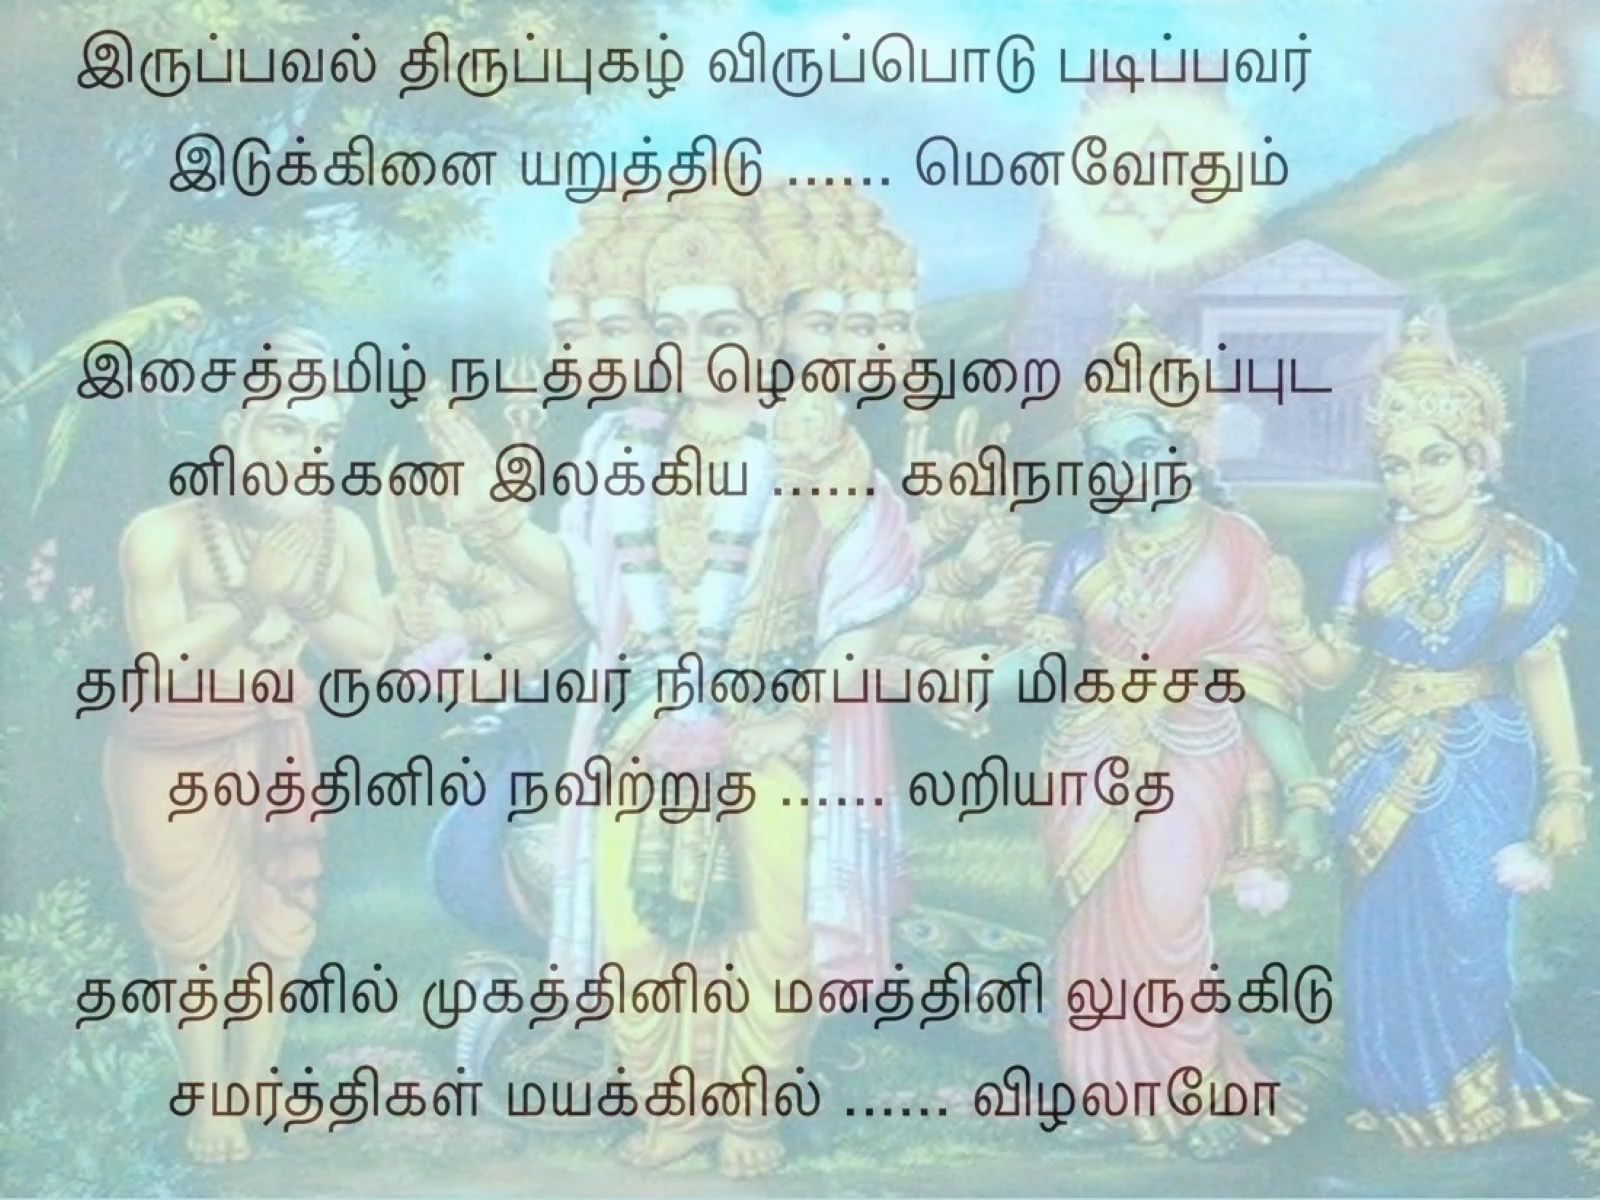 இருப்பவல் திருப்புகழ் விருப்பொடு படிப்பவர்
இடுக்கினை யறுத்திடு ...... மெனவோதும்
இசைத்தமிழ் நடத்தமி ழெனத்துறை விருப்புட
னிலக்கண இலக்கிய ...... கவிநாலுந்
தரிப்பவ ருரைப்பவர் நினைப்பவர் மிகச்சக
தலத்தினில் நவிற்றுத ...... லறியாதே
தனத்தினில் முகத்தினில் மனத்தினி லுருக்கிடு
சமர்த்திகள் மயக்கினில் ...... விழலாமோ